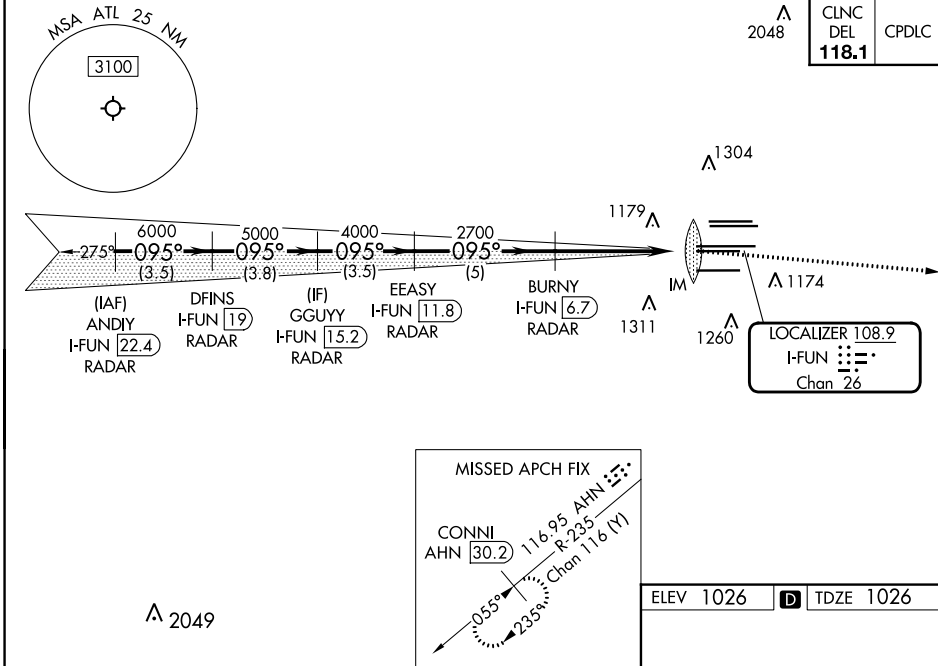 MSA ATL 25 NM
3100
2048
CLNC
DEL
118.1
CPDLC
1304
1179
6000
5000
4000
2700
275°
095°
095°
095°
095°
(3.5)
(3.8)
(3.5)
(5)
(IAF)
ANDIY
I-FUN 22.4
RADAR
DFINS
I-FUN 19
RADAR
(IF)
GGUYY
I-FUN 15.2
RADAR
EEASY
I-FUN 11.8
RADAR
BURNY
I-FUN 6.7
RADAR
IM
1174
1311
1260
LOCALIZER 108.9
I-FUN
Chan 26
MISSED APCH FIX
CONNI
AHN 30.2
116.95 AHN
R-235
Chan 116 (Y)
055°
235°
2049
ELEV 1026 D TDZE 1026